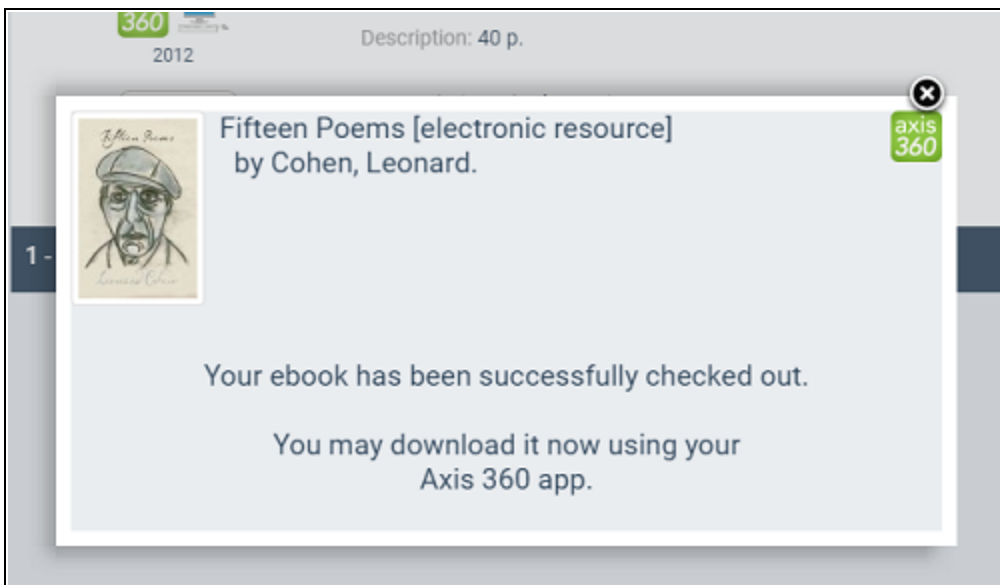 360
2012
Description: 40 p.
Fifteen Poems [electronic resource]
by Cohen, Leonard.
axis
360
Fifteen Poems
Leonard Cohen
1 -
Your ebook has been successfully checked out.
You may download it now using your
Axis 360 app.